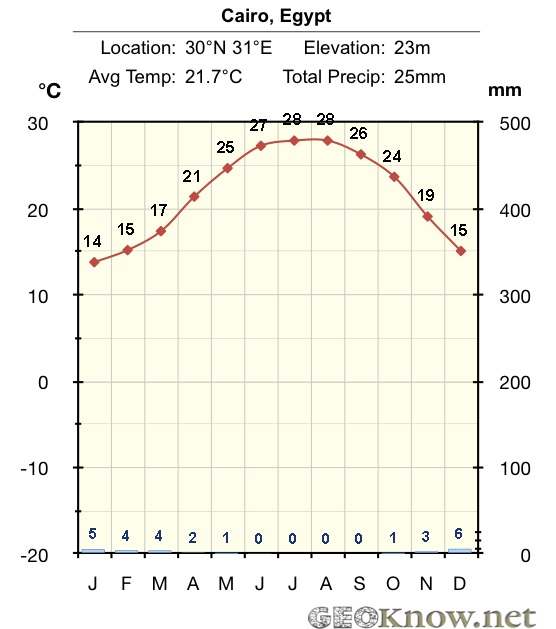 Cairo, Egypt
Location: 30°N 31°E Elevation: 23m
Avg Temp: 21.7°C Total Precip: 25mm
°C mm
30 500
20 400
10 300
0 200
-10 100
-20 0
14 15 17 21 25 27 28 28 26 24 19 15
5 4 4 2 1 0 0 0 0 1 3 6
J F M A M J J A S O N D
GEOKnow.net